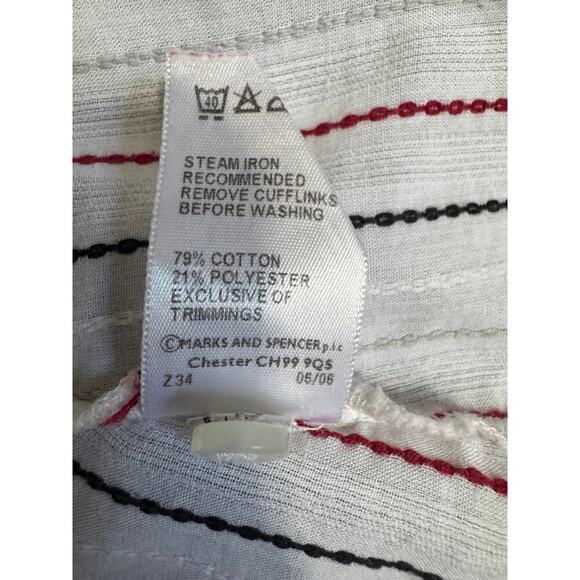 40
STEAM IRON
RECOMMENDED
REMOVE CUFFLINKS
BEFORE WASHING
79% COTTON
21% POLYESTER
EXCLUSIVE OF
TRIMMINGS
©MARKS AND SPENCER p.l.c
Chester CH99 9QS
Z 34 06/06